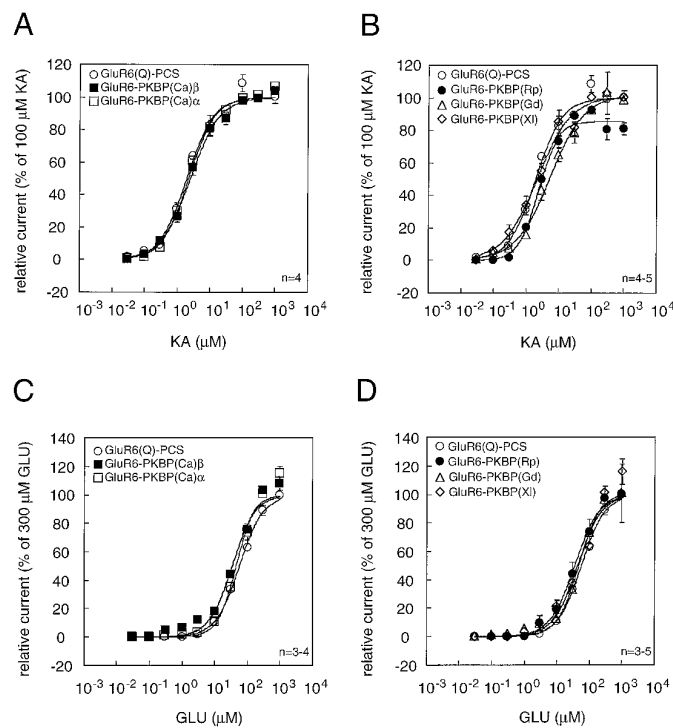 A
relative current (% of 100 µM KA)
120
100
80
60
40
20
0
-20
GluR6(Q)-PCS
GluR6-PKBP(Ca)β
GluR6-PKBP(Ca)α
n=4
10-3 10-2 10-1 100 101 102 103 104
KA (µM)
B
relative current (% of 100 µM KA)
120
100
80
60
40
20
0
-20
GluR6(Q)-PCS
GluR6-PKBP(Rp)
GluR6-PKBP(Gd)
GluR6-PKBP(Xl)
n=4-5
10-3 10-2 10-1 100 101 102 103 104
KA (µM)
C
relative current (% of 300 µM GLU)
140
120
100
80
60
40
20
0
-20
GluR6(Q)-PCS
GluR6-PKBP(Ca)β
GluR6-PKBP(Ca)α
n=3-4
10-3 10-2 10-1 100 101 102 103 104
GLU (µM)
D
relative current (% of 300 µM GLU)
140
120
100
80
60
40
20
0
-20
GluR6(Q)-PCS
GluR6-PKBP(Rp)
GluR6-PKBP(Gd)
GluR6-PKBP(Xl)
n=3-5
10-3 10-2 10-1 100 101 102 103 104
GLU (µM)